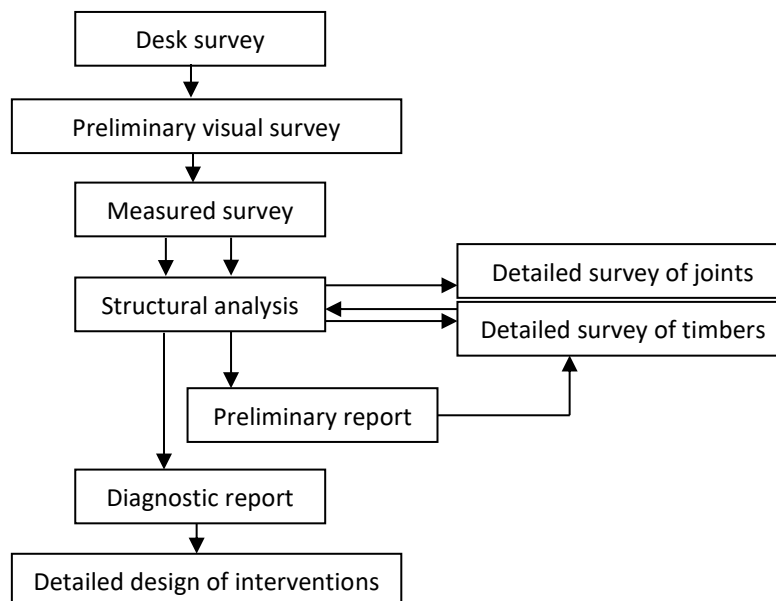 Desk survey
Preliminary visual survey
Measured survey
Detailed survey of joints
Structural analysis
Detailed survey of timbers
Preliminary report
Diagnostic report
Detailed design of interventions